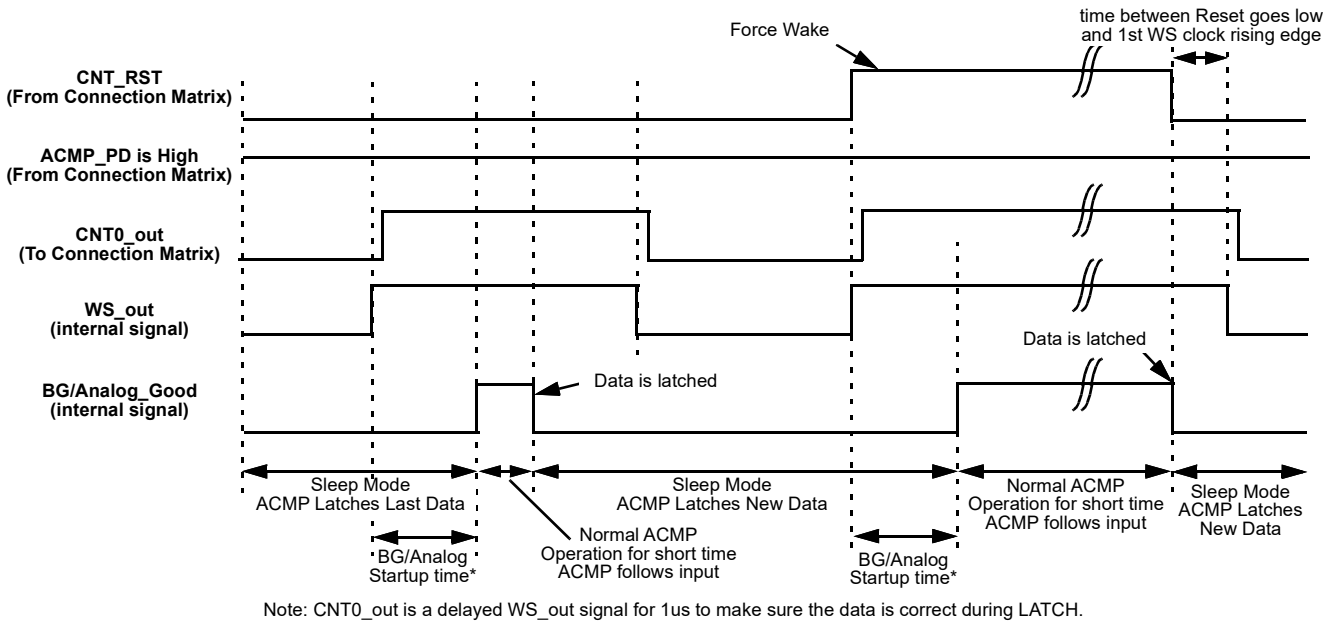 time between Reset goes low
and 1st WS clock rising edge
Force Wake
CNT_RST
(From Connection Matrix)
ACMP_PD is High
(From Connection Matrix)
CNT0_out
(To Connection Matrix)
WS_out
(internal signal)
Data is latched
BG/Analog_Good
(internal signal)
Data is latched
Sleep Mode
ACMP Latches Last Data
Sleep Mode
ACMP Latches New Data
Normal ACMP
Operation for short time
ACMP follows input
Sleep Mode
ACMP Latches
New Data
BG/Analog
Startup time*
Normal ACMP
Operation for short time
ACMP follows input
BG/Analog
Startup time*
Note: CNT0_out is a delayed WS_out signal for 1us to make sure the data is correct during LATCH.